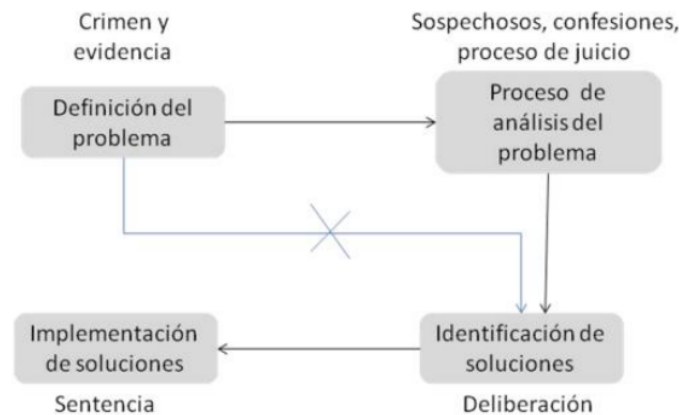 Crimen y
evidencia
Definición del
problema
Sospechosos, confesiones,
proceso de juicio
Proceso de
análisis del
problema
Implementación
de soluciones
Sentencia
Identificación de
soluciones
Deliberación